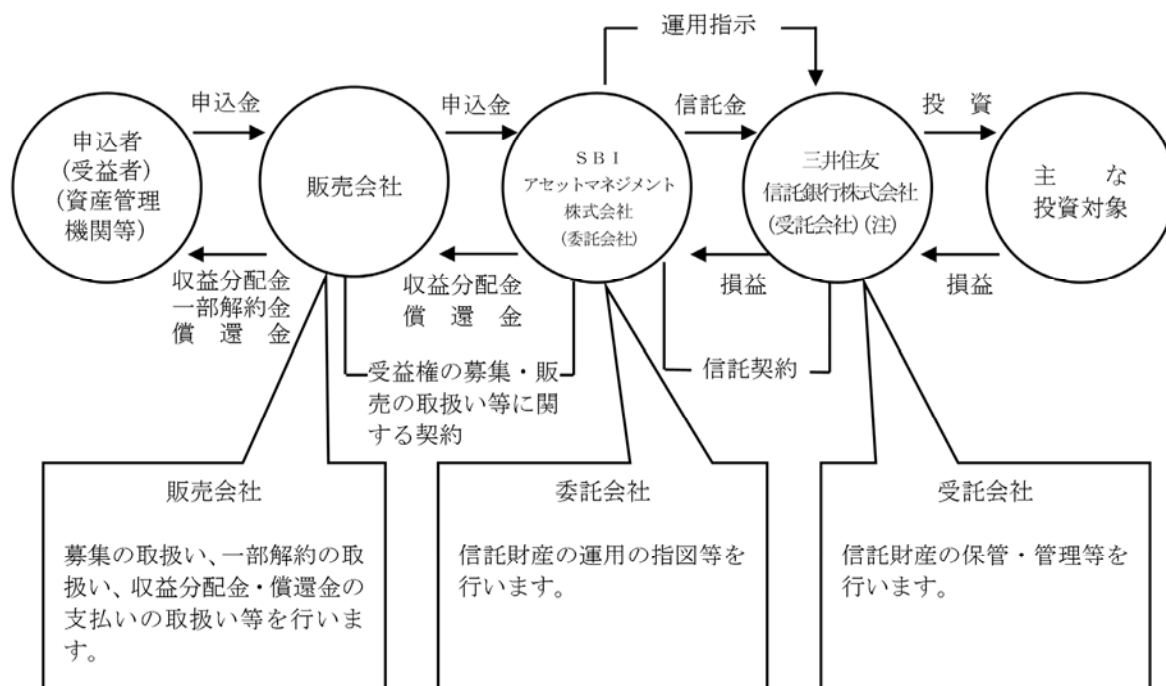 運用指示
申込金
申込金
信託金
投　資
申込者
(受益者)
(資産管理
機関等)
販売会社
ＳＢＩ
アセットマネジメント
株式会社
(委託会社)
三井住友
信託銀行株式会社
(受託会社)(注)
主　な
投資対象
収益分配金
一部解約金
償　還　金
収益分配金
償　還　金
損益
損益
受益権の募集・販
売の取扱い等に関
する契約
信託契約
販売会社
募集の取扱い、一部解約の取
扱い、収益分配金・償還金の
支払いの取扱い等を行いま
す。
委託会社
信託財産の運用の指図等を
行います。
受託会社
信託財産の保管・管理等を
行います。